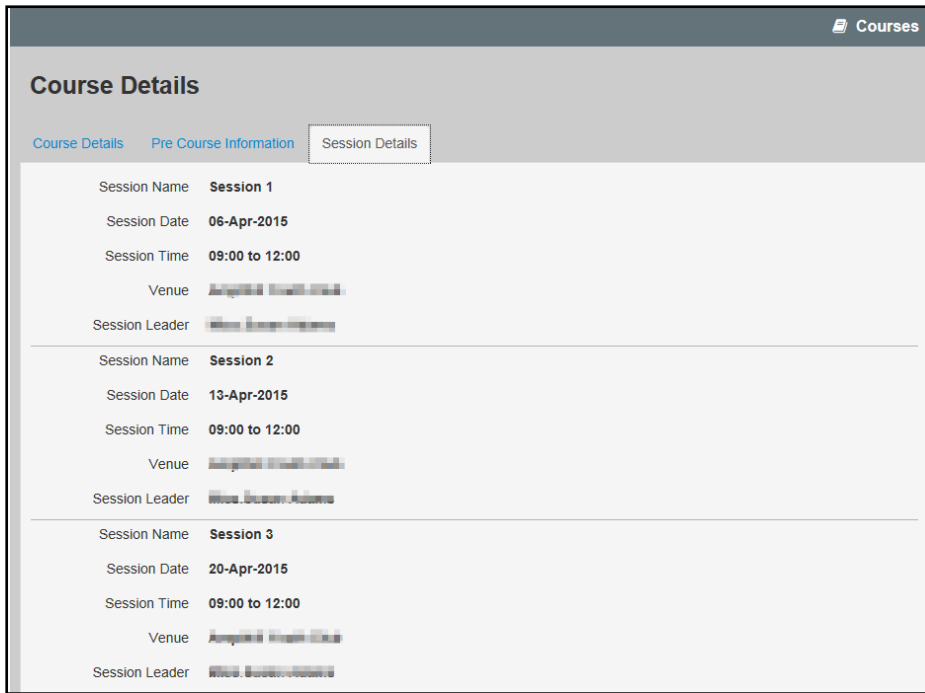 Courses
Course Details
Course Details Pre Course Information Session Details
Session Name Session 1
Session Date 06-Apr-2015
Session Time 09:00 to 12:00
Venue
Session Leader
Session Name Session 2
Session Date 13-Apr-2015
Session Time 09:00 to 12:00
Venue
Session Leader
Session Name Session 3
Session Date 20-Apr-2015
Session Time 09:00 to 12:00
Venue
Session Leader